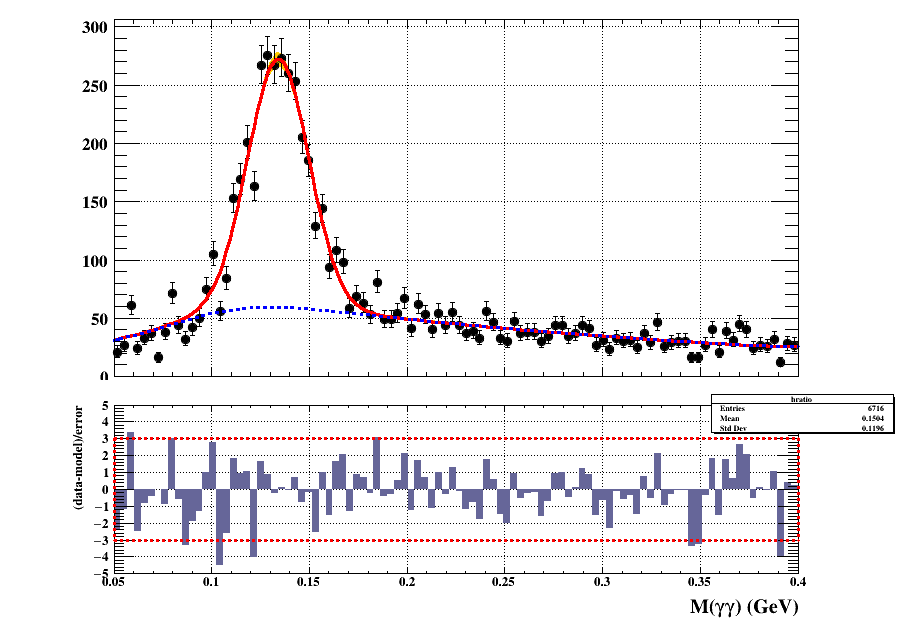 300
250
200
150
100
50
0
(data-model)/error
5
4
3
2
1
0
−1
−2
−3
−4
−5
hratio
Entries 6716
Mean 0.1504
Std Dev 0.1196
0.05 0.1 0.15 0.2 0.25 0.3 0.35 0.4
M(γγ) (GeV)